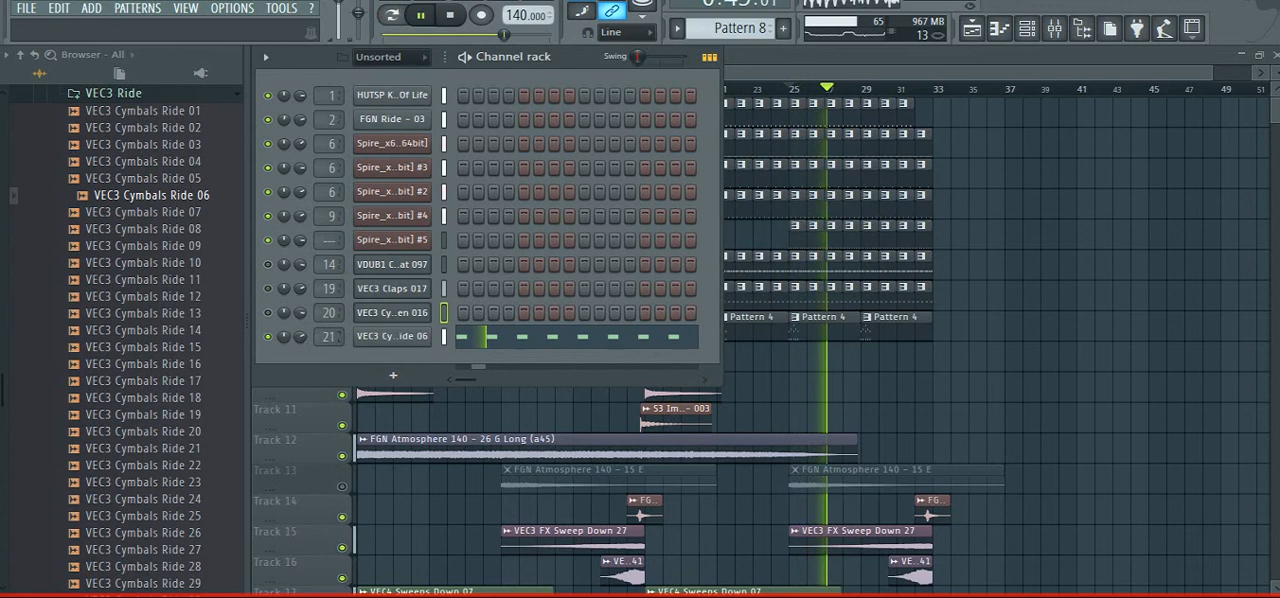 FILE EDIT ADD PATTERNS VIEW OPTIONS TOOLS ?
140.000
Line
Pattern 8
65
967 MB
13
Browser - All
Unsorted
Channel rack
Swing
VEC3 Ride
VEC3 Cymbals Ride 01
VEC3 Cymbals Ride 02
VEC3 Cymbals Ride 03
VEC3 Cymbals Ride 04
VEC3 Cymbals Ride 05
VEC3 Cymbals Ride 06
VEC3 Cymbals Ride 07
VEC3 Cymbals Ride 08
VEC3 Cymbals Ride 09
VEC3 Cymbals Ride 10
VEC3 Cymbals Ride 11
VEC3 Cymbals Ride 12
VEC3 Cymbals Ride 13
VEC3 Cymbals Ride 14
VEC3 Cymbals Ride 15
VEC3 Cymbals Ride 16
VEC3 Cymbals Ride 17
VEC3 Cymbals Ride 18
VEC3 Cymbals Ride 19
VEC3 Cymbals Ride 20
VEC3 Cymbals Ride 21
VEC3 Cymbals Ride 22
VEC3 Cymbals Ride 23
VEC3 Cymbals Ride 24
VEC3 Cymbals Ride 25
VEC3 Cymbals Ride 26
VEC3 Cymbals Ride 27
VEC3 Cymbals Ride 28
VEC3 Cymbals Ride 29
1 HUTSP K..Of Life
2 FGN Ride - 03
6 Spire_x6..64bit]
6 Spire_x..bit] #3
6 Spire_x..bit] #2
9 Spire_x..bit] #4
--- Spire_x..bit] #5
14 VDUB1 C..at 097
19 VEC3 Claps 017
20 VEC3 Cy..en 016
21 VEC3 Cy..ide 06
+
23 25 29 31 33 35 37 39 41 43 45 47 49 51
Pattern 4 Pattern 4 Pattern 4
Track 11
S3 Im..- 003
Track 12
FGN Atmosphere 140 - 26 G Long (a45)
Track 13
FGN Atmosphere 140 - 15 E FGN Atmosphere 140 - 15 E
Track 14
FG.. FG..
Track 15
VEC3 FX Sweep Down 27 VEC3 FX Sweep Down 27
Track 16
VE..41 VE..41
VEC4 Sweeps Down 07 VEC4 Sweeps Down 07